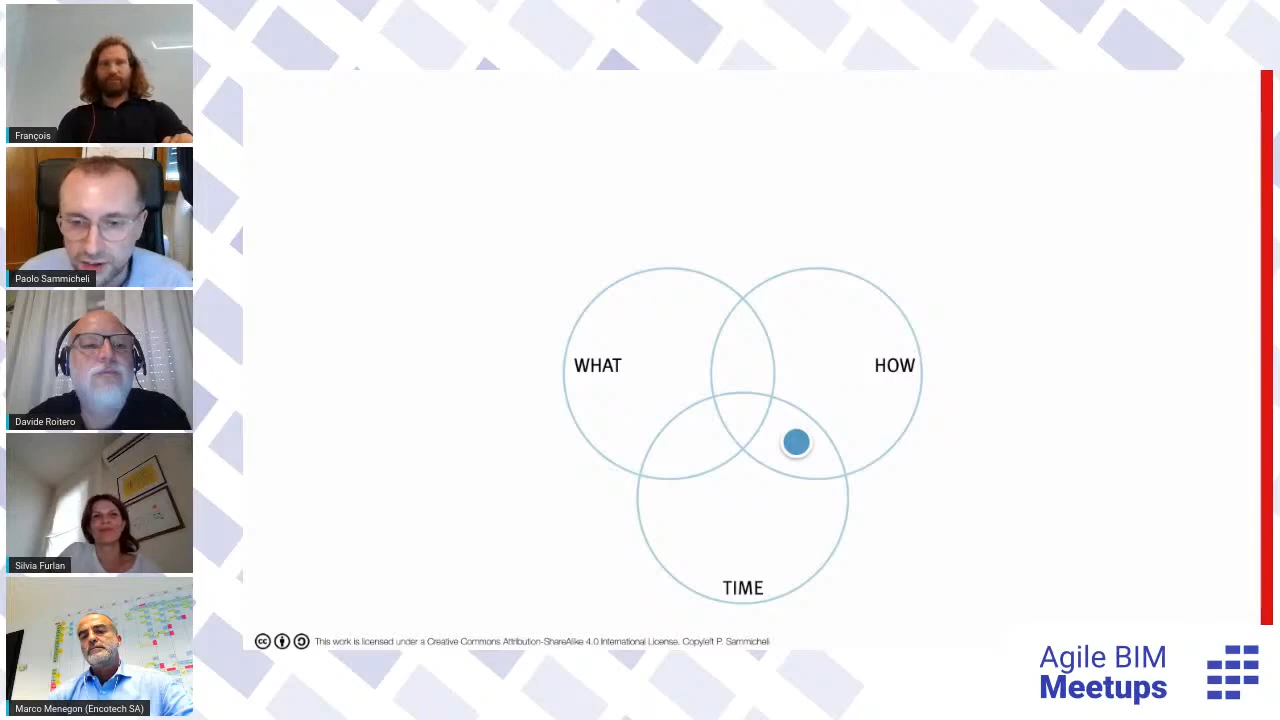 François
Paolo Sammicheli
Davide Roitero
Silvia Furlan
Marco Menegon (Encotech SA)
WHAT
HOW
TIME
This work is licensed under a Creative Commons Attribution-ShareAlike 4.0 International License. Copyleft P. Sammicheli
Agile BIM
Meetups